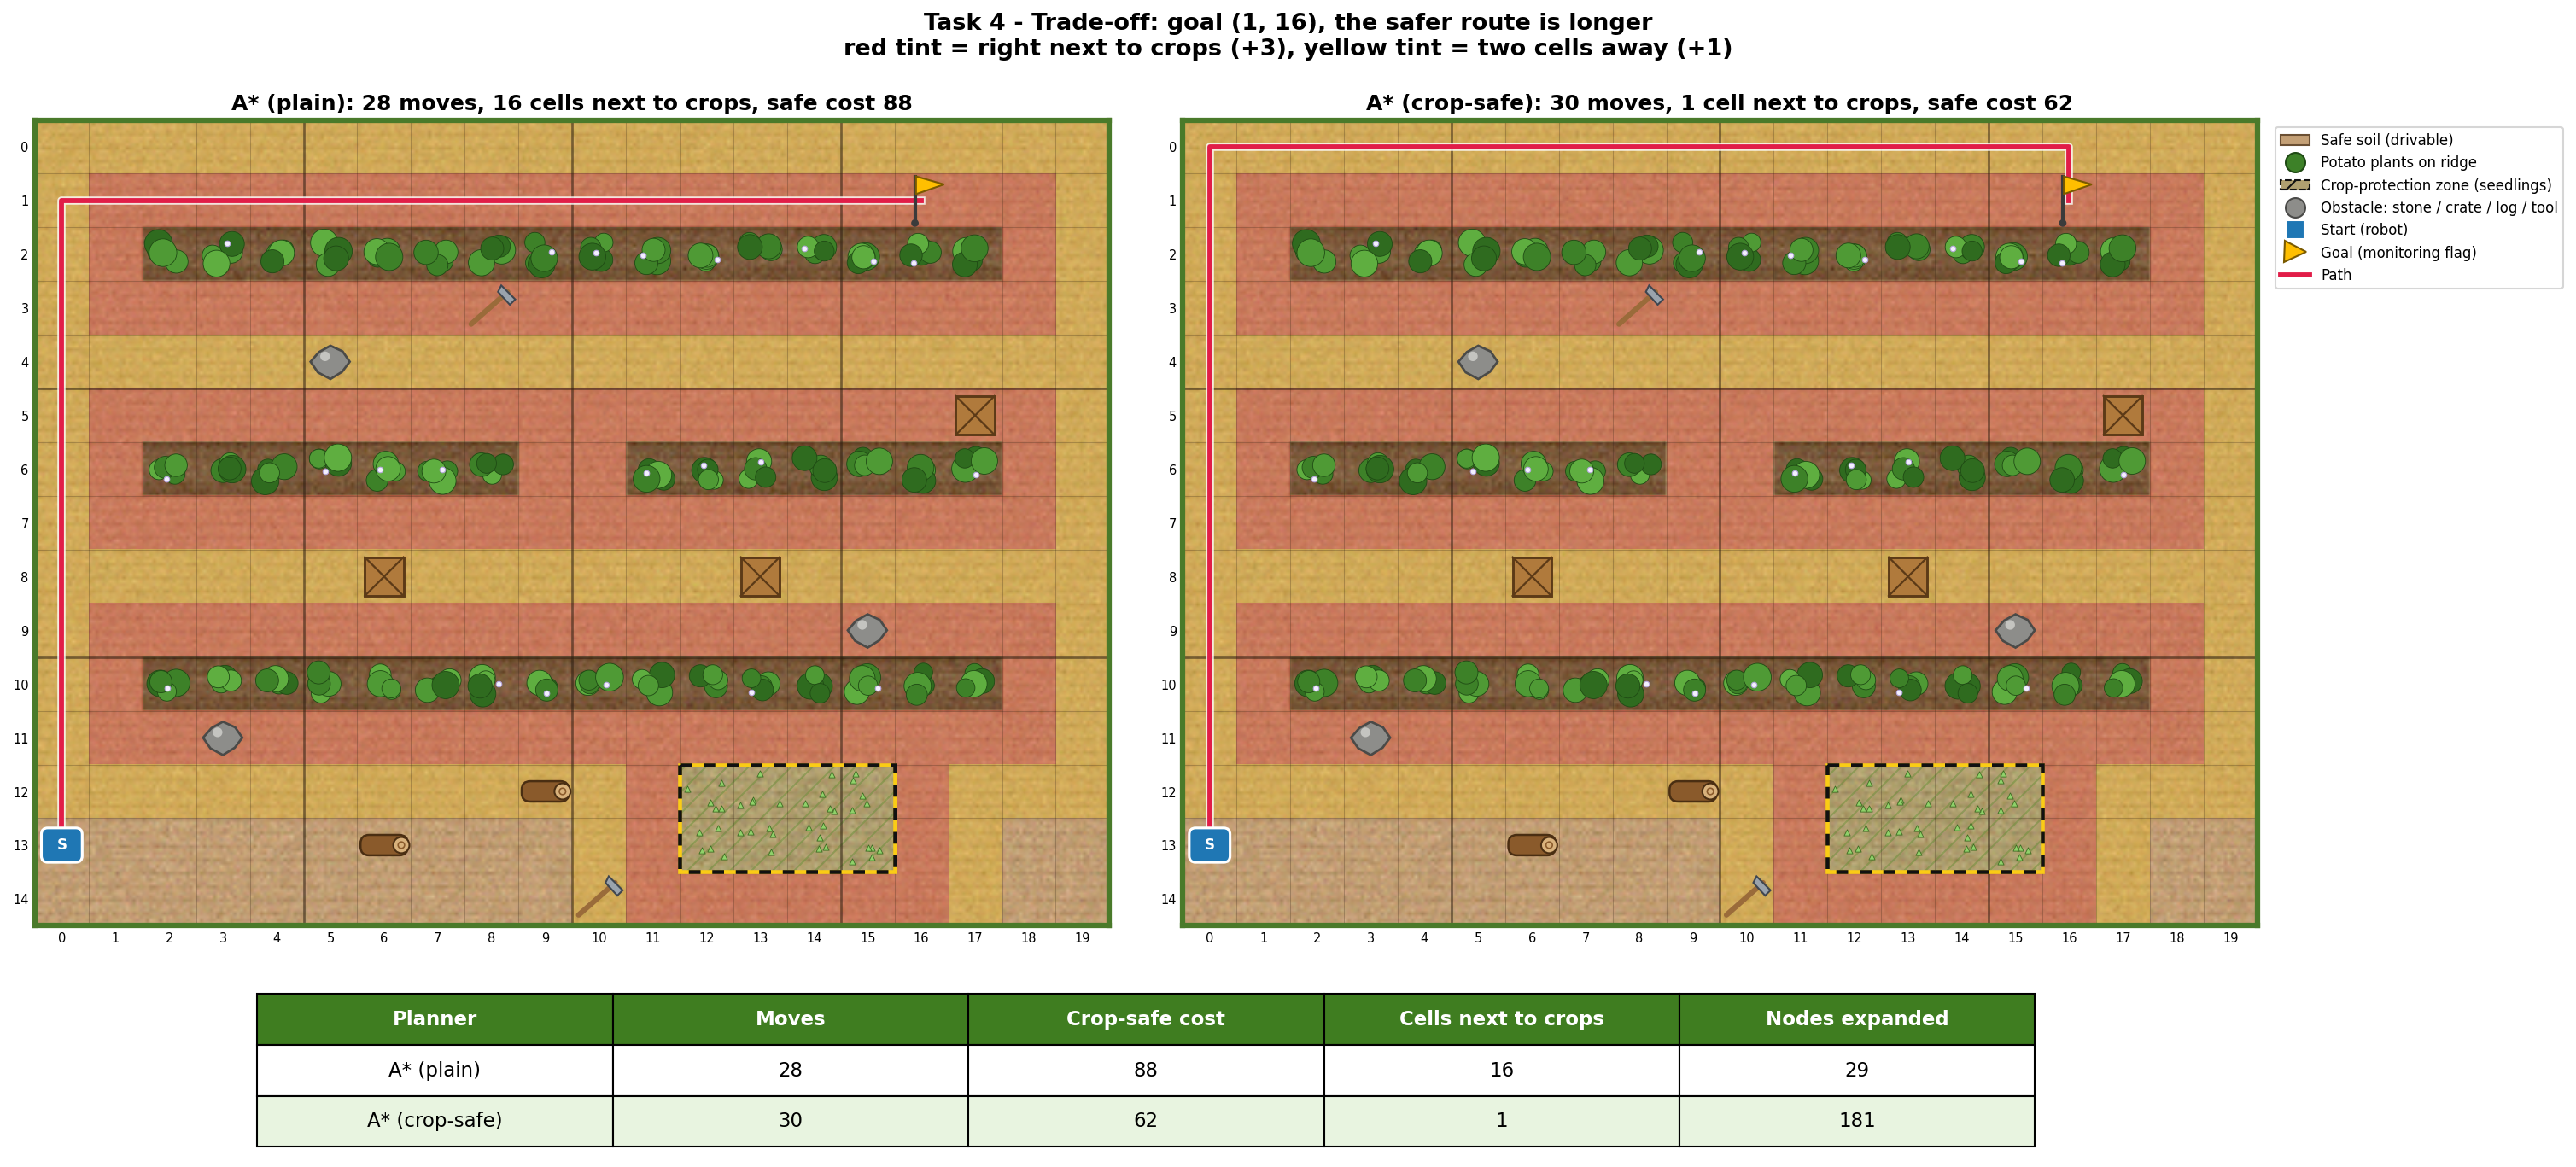 Task 4 - Trade-off: goal (1, 16), the safer route is longer
red tint = right next to crops (+3), yellow tint = two cells away (+1)
A* (plain): 28 moves, 16 cells next to crops, safe cost 88
0
1
2
3
4
5
6
7
8
9
10
11
12
13
14
S
0 1 2 3 4 5 6 7 8 9 10 11 12 13 14 15 16 17 18 19
A* (crop-safe): 30 moves, 1 cell next to crops, safe cost 62
0
1
2
3
4
5
6
7
8
9
10
11
12
13
14
S
0 1 2 3 4 5 6 7 8 9 10 11 12 13 14 15 16 17 18 19
Safe soil (drivable)
Potato plants on ridge
Crop-protection zone (seedlings)
Obstacle: stone / crate / log / tool
Start (robot)
Goal (monitoring flag)
Path
Planner Moves Crop-safe cost Cells next to crops Nodes expanded
A* (plain) 28 88 16 29
A* (crop-safe) 30 62 1 181